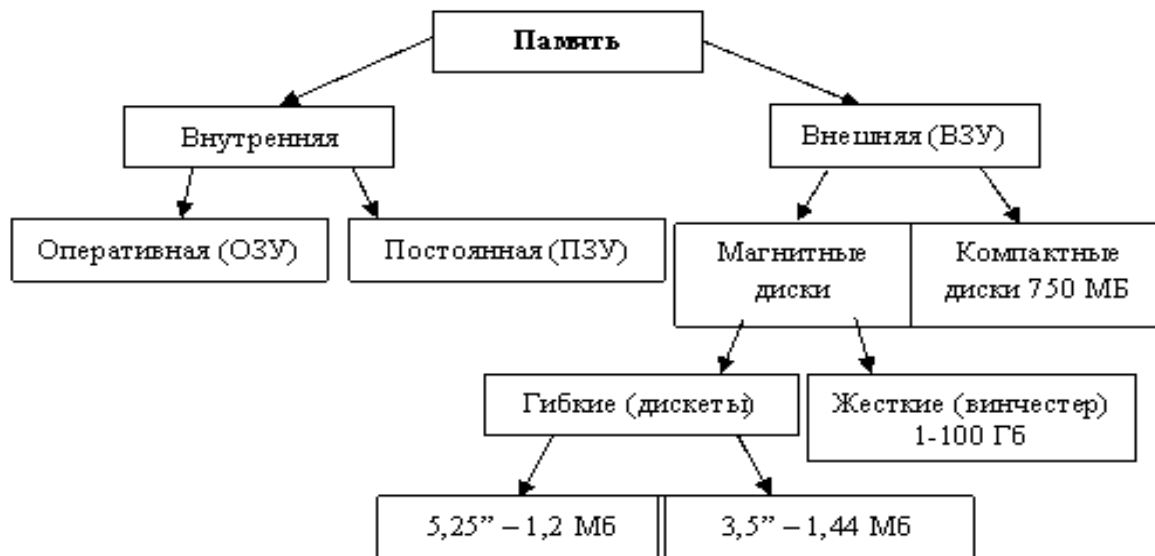 Память
Внутренняя
Внешняя (ВЗУ)
Оперативная (ОЗУ)
Постоянная (ПЗУ)
Магнитные
диски
Компактные
диски 750 МБ
Гибкие (дискеты)
Жесткие (винчестер)
1-100 Гб
5,25” – 1,2 Мб
3,5” – 1,44 Мб